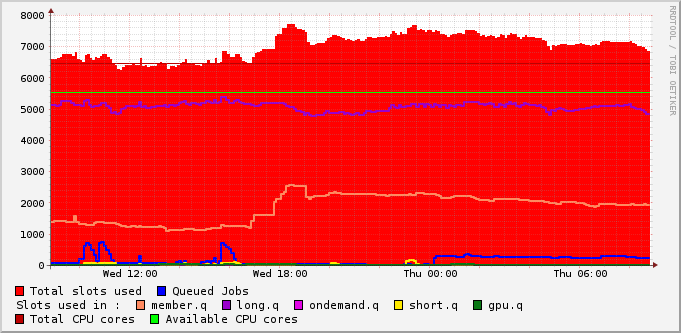 8000
7000
6000
5000
4000
3000
2000
1000
0
Wed 12:00 Wed 18:00 Thu 00:00 Thu 06:00
Total slots used Queued Jobs
Slots used in : member.q long.q ondemand.q short.q gpu.q
Total CPU cores Available CPU cores
RRDTOOL / TOBI OETIKER